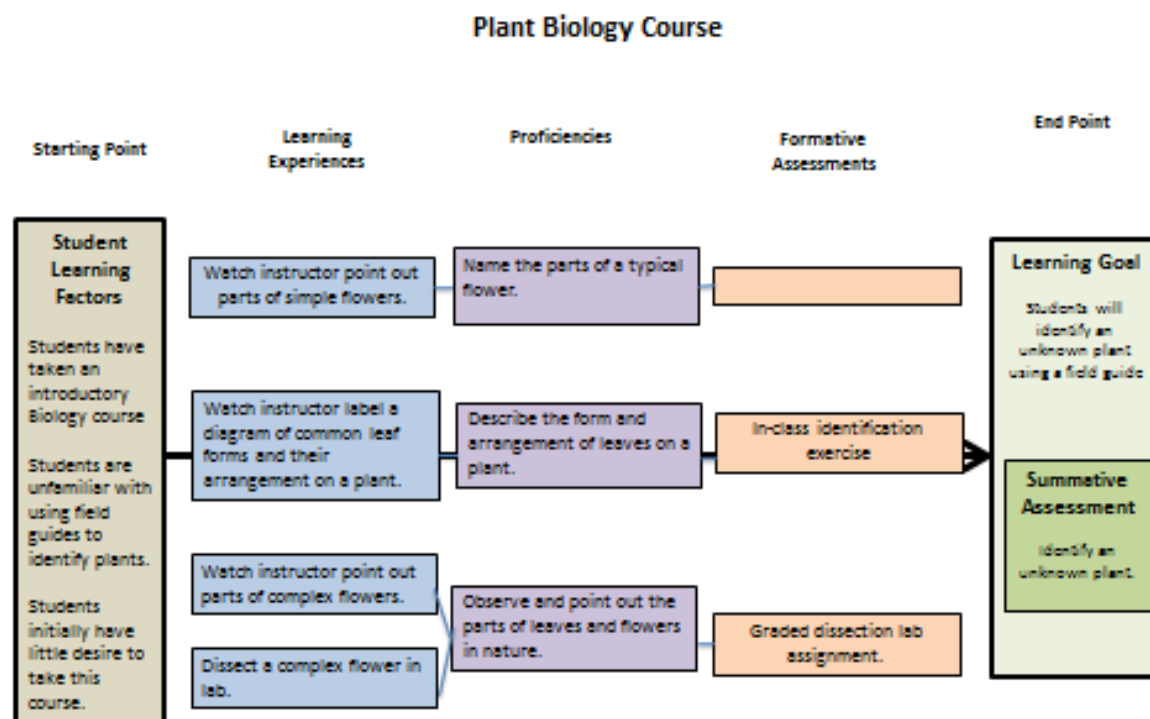 Plant Biology Course
Starting Point
Learning
Experiences
Proficiencies
Formative
Assessments
End Point
Student
Learning
Factors
Students have
taken an
introductory
Biology course
Students are
unfamiliar with
using field
guides to
identify plants.
Students
initially have
little desire to
take this
course.
Watch instructor point out
parts of simple flowers.
Name the parts of a typical
flower.
Watch instructor label a
diagram of common leaf
forms and their
arrangement on a plant.
Describe the form and
arrangement of leaves on a
plant.
In-class identification
exercise
Watch instructor point out
parts of complex flowers.
Dissect a complex flower in
lab.
Observe and point out the
parts of leaves and flowers
in nature.
Graded dissection lab
assignment.
Learning Goal
Students will
identify an
unknown plant
using a field guide
Summative
Assessment
Identify an
unknown plant.